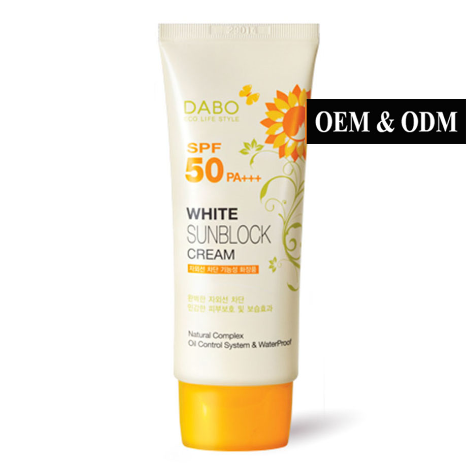 DABO
ECO LIFE STYLE
OEM & ODM
SPF
50 PA+++
WHITE
SUNBLOCK
CREAM
자외선 차단 기능성 화장품
완벽한 자외선 차단
민감한 피부보호 및 보습효과
Natural Complex
Oil Control System & WaterProof